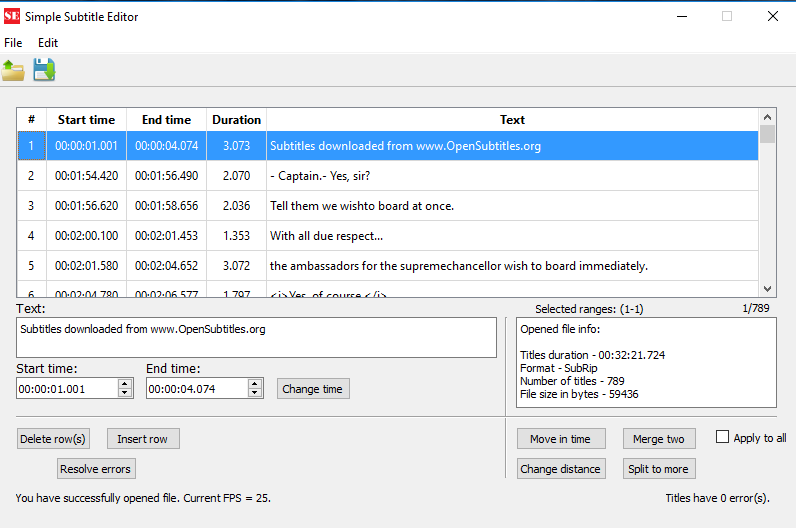 SE Simple Subtitle Editor
File Edit
# Start time End time Duration Text
1 00:00:01.001 00:00:04.074 3.073 Subtitles downloaded from www.OpenSubtitles.org
2 00:01:54.420 00:01:56.490 2.070 - Captain.- Yes, sir?
3 00:01:56.620 00:01:58.656 2.036 Tell them we wishto board at once.
4 00:02:00.100 00:02:01.453 1.353 With all due respect...
5 00:02:01.580 00:02:04.652 3.072 the ambassadors for the supremechancellor wish to board immediately.
6 00:02:04.780 00:02:06.577 1.797 <i>Yes, of course.</i>
Text: Selected ranges: (1-1) 1/789
Subtitles downloaded from www.OpenSubtitles.org
Opened file info:
Titles duration - 00:32:21.724
Format - SubRip
Number of titles - 789
File size in bytes - 59436
Start time: End time:
00:00:01.001 00:00:04.074 Change time
Delete row(s) Insert row Move in time Merge two Apply to all
Resolve errors Change distance Split to more
You have successfully opened file. Current FPS = 25. Titles have 0 error(s).